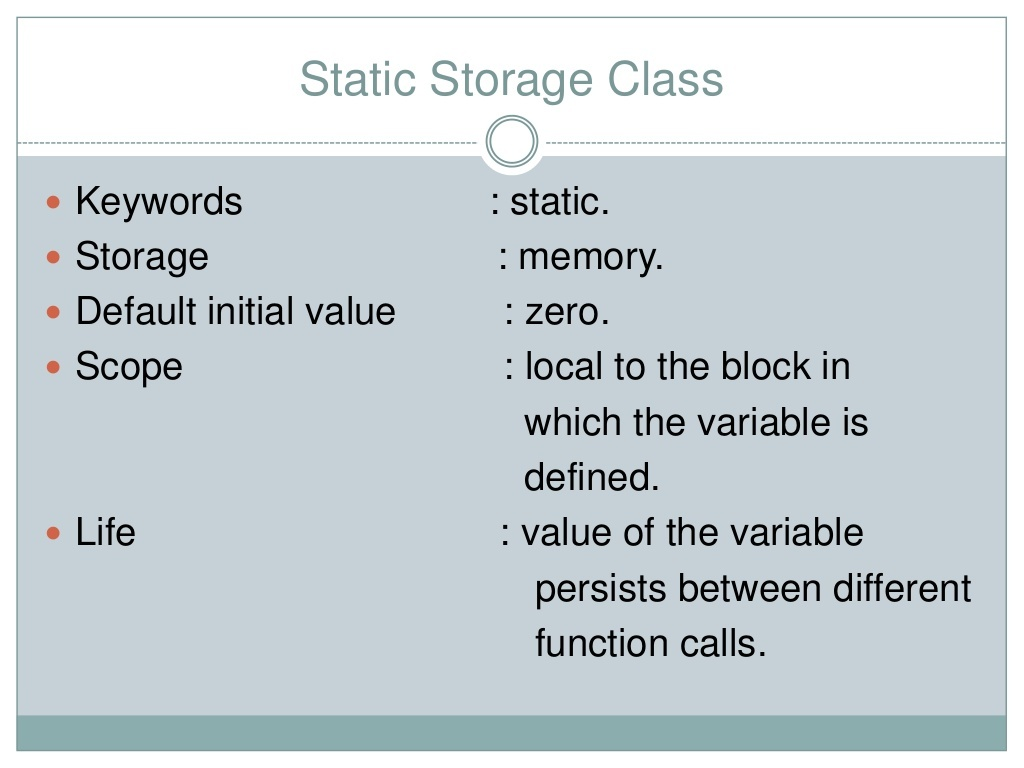 Static Storage Class
• Keywords : static.
• Storage : memory.
• Default initial value : zero.
• Scope : local to the block in
which the variable is
defined.
• Life : value of the variable
persists between different
function calls.